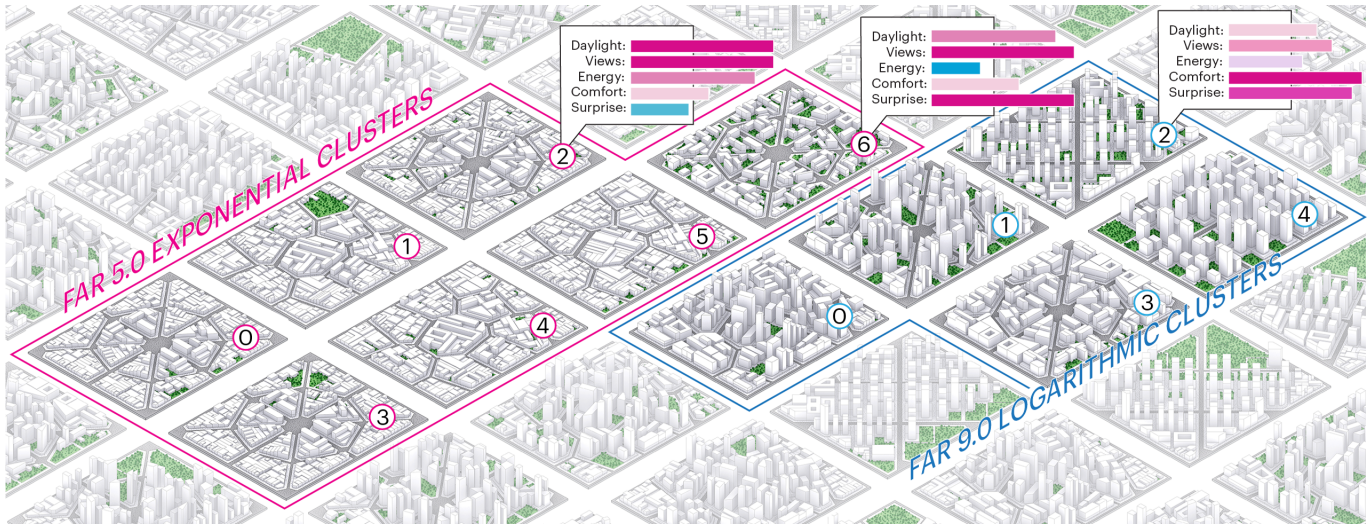 Daylight:
Views:
Energy:
Comfort:
Surprise:
Daylight:
Views:
Energy:
Comfort:
Surprise:
Daylight:
Views:
Energy:
Comfort:
Surprise:
FAR 5.0 EXPONENTIAL CLUSTERS
2
6
1
5
0
4
3
FAR 9.0 LOGARITHMIC CLUSTERS
2
1
4
0
3